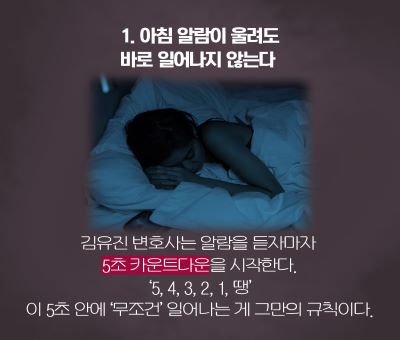 1. 아침 알람이 울려도
바로 일어나지 않는다
김유진 변호사는 알람을 듣자마자
5초 카운트다운을 시작한다.
‘5, 4, 3, 2, 1, 땡’
이 5초 안에 ‘무조건’ 일어나는 게 그만의 규칙이다.